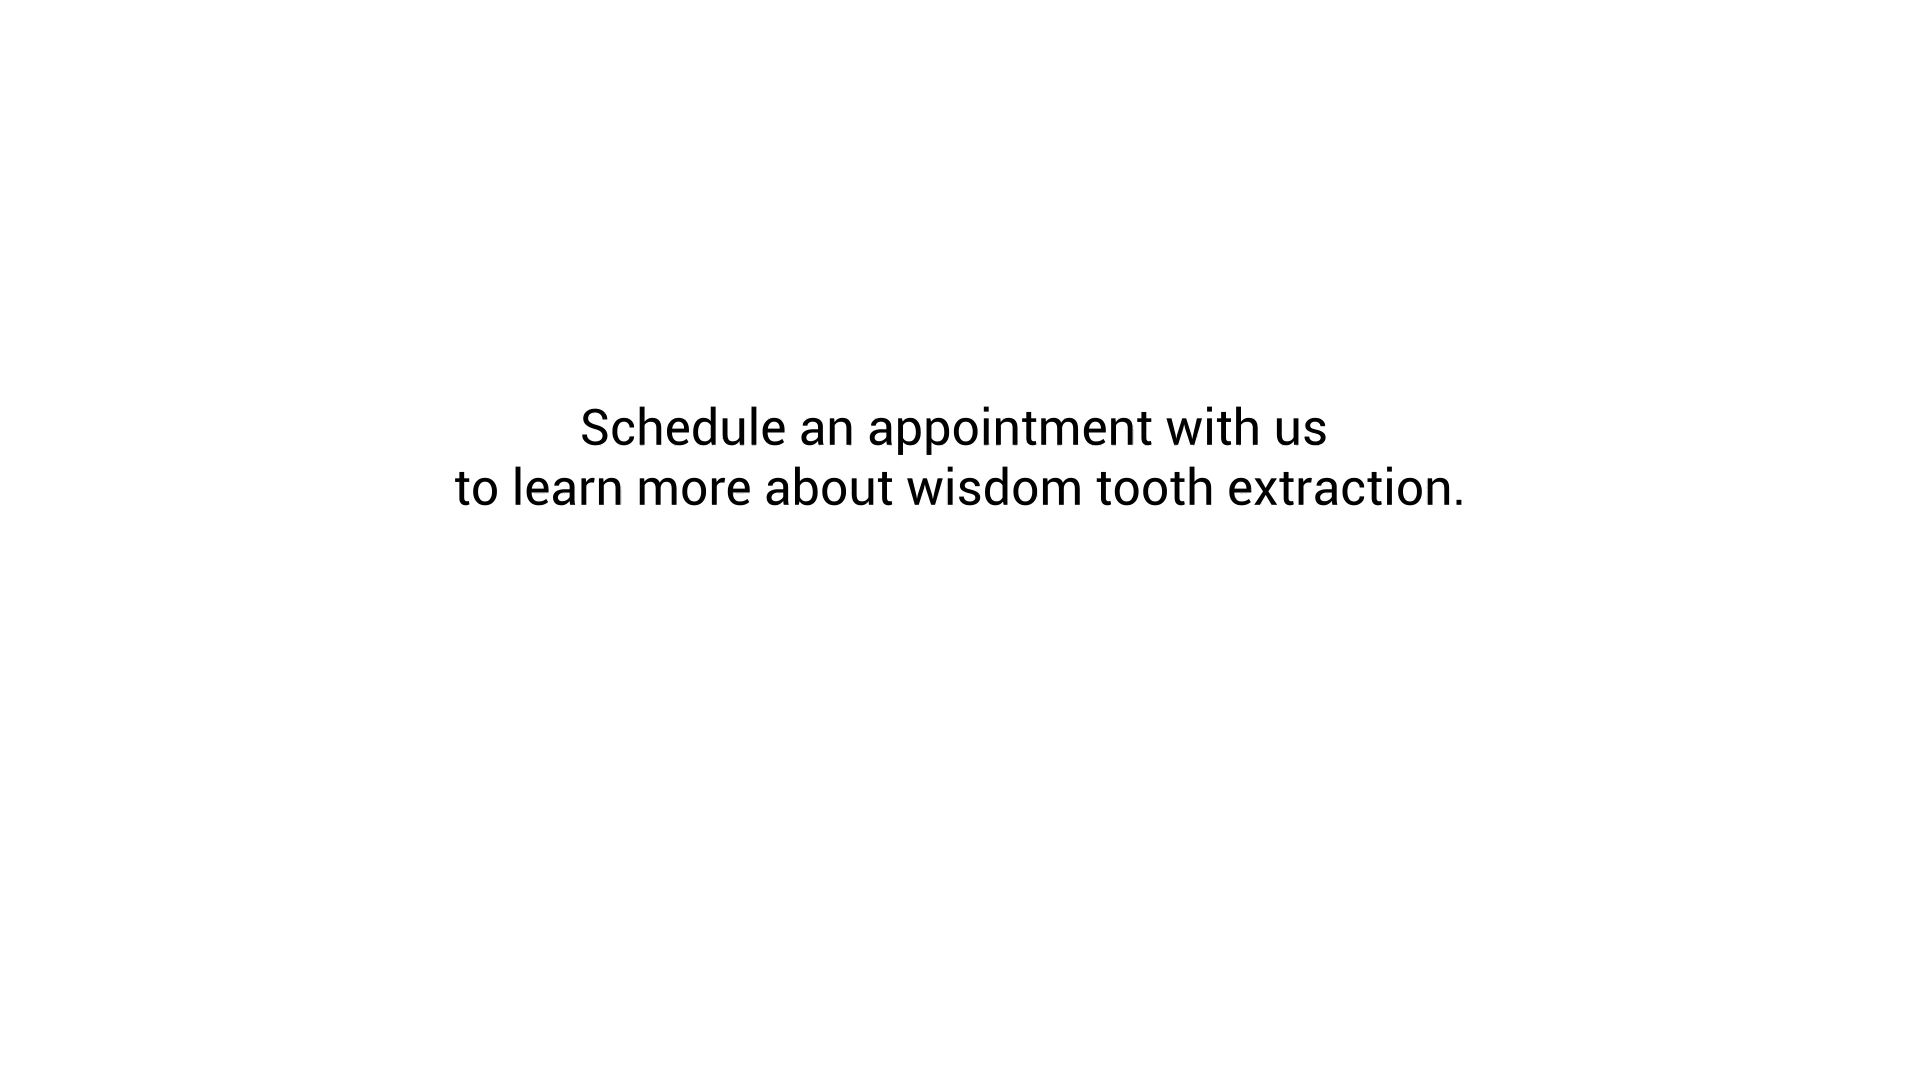 Schedule an appointment with us
to learn more about wisdom tooth extraction.